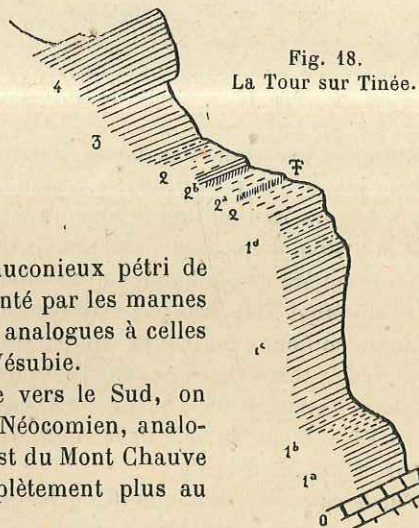 Fig. 18.
La Tour sur Tinée.
4
3
2
2ᵇ
2ᵃ
2
T
1ᵈ
1ᶜ
1ᵇ
1ᵃ
0
auconieux pétri de
nté par les marnes
analogues à celles
Vésubie.
e vers le Sud, on
Néocomien, analo-
st du Mont Chauve
plètement plus au